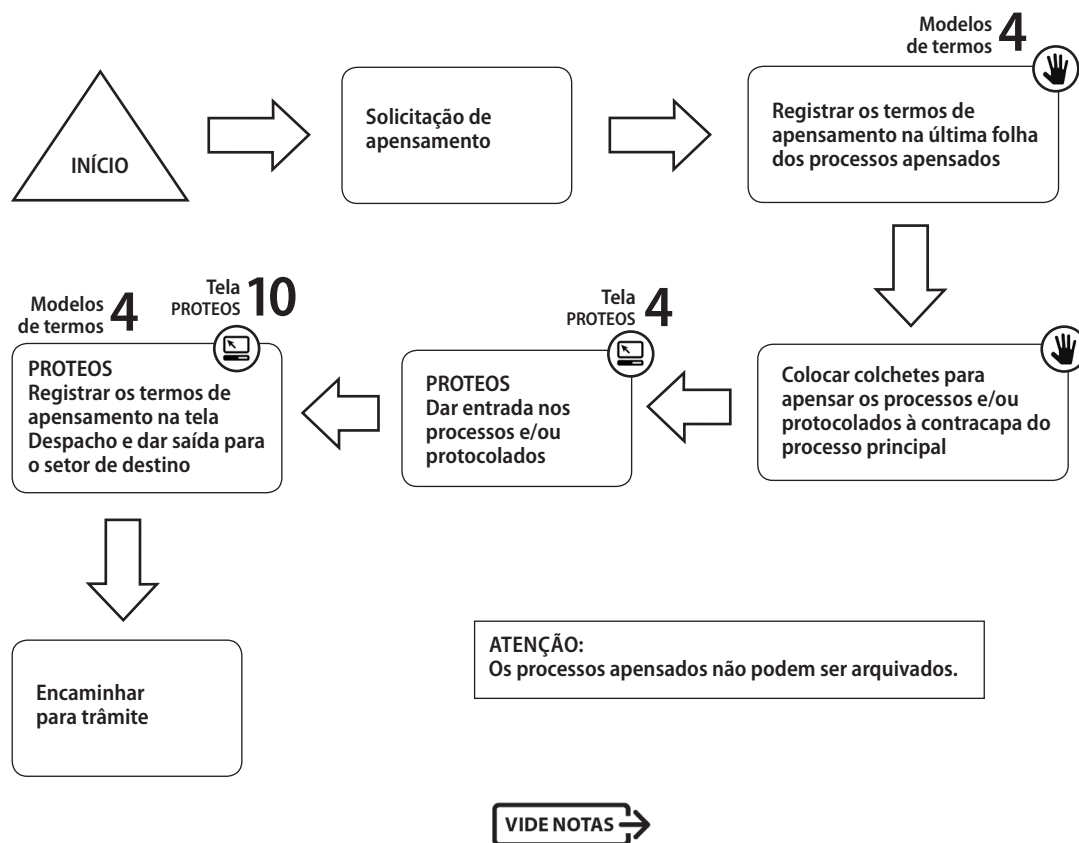 INÍCIO
Solicitação de
apensamento
Modelos
de termos 4
Registrar os termos de
apensamento na última folha
dos processos apensados
Colocar colchetes para
apensar os processos e/ou
protocolados à contracapa do
processo principal
Tela
PROTEOS 4
PROTEOS
Dar entrada nos
processos e/ou
protocolados
Modelos
de termos 4
Tela
PROTEOS 10
PROTEOS
Registrar os termos de
apensamento na tela
Despacho e dar saída para
o setor de destino
Encaminhar
para trâmite
ATENÇÃO:
Os processos apensados não podem ser arquivados.
VIDE NOTAS